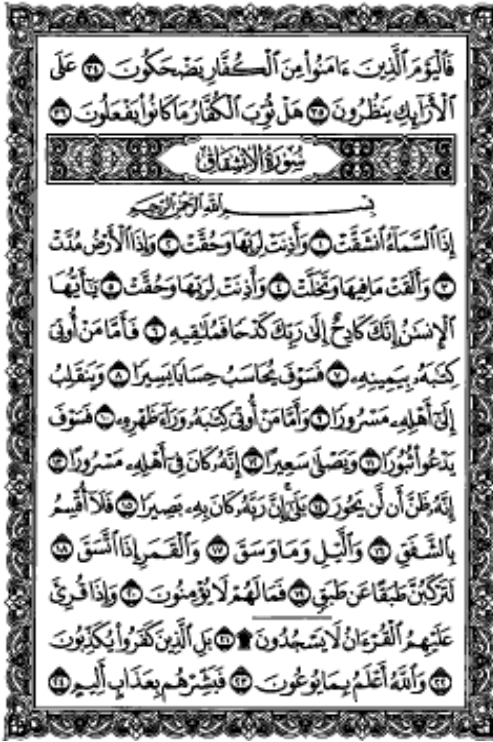 فَٱلْيَوْمَ ٱلَّذِينَ ءَامَنُوا۟ مِنَ ٱلْكُفَّارِ يَضْحَكُونَ ٣٤ عَلَى
ٱلْأَرَآئِكِ يَنظُرُونَ ٣٥ هَلْ ثُوِّبَ ٱلْكُفَّارُ مَا كَانُوا۟ يَفْعَلُونَ ٣٦
سُورَةُ الانشِقَاقِ
بِسْمِ ٱللَّهِ ٱلرَّحْمَٰنِ ٱلرَّحِيمِ
إِذَا ٱلسَّمَآءُ ٱنشَقَّتْ ١ وَأَذِنَتْ لِرَبِّهَا وَحُقَّتْ ٢ وَإِذَا ٱلْأَرْضُ مُدَّتْ
٣ وَأَلْقَتْ مَا فِيهَا وَتَخَلَّتْ ٤ وَأَذِنَتْ لِرَبِّهَا وَحُقَّتْ ٥ يَٰٓأَيُّهَا
ٱلْإِنسَٰنُ إِنَّكَ كَادِحٌ إِلَىٰ رَبِّكَ كَدْحًا فَمُلَٰقِيهِ ٦ فَأَمَّا مَنْ أُوتِىَ
كِتَٰبَهُۥ بِيَمِينِهِۦ ٧ فَسَوْفَ يُحَاسَبُ حِسَابًا يَسِيرًا ٨ وَيَنقَلِبُ
إِلَىٰٓ أَهْلِهِۦ مَسْرُورًا ٩ وَأَمَّا مَنْ أُوتِىَ كِتَٰبَهُۥ وَرَآءَ ظَهْرِهِۦ ١٠ فَسَوْفَ
يَدْعُوا۟ ثُبُورًا ١١ وَيَصْلَىٰ سَعِيرًا ١٢ إِنَّهُۥ كَانَ فِىٓ أَهْلِهِۦ مَسْرُورًا ١٣
إِنَّهُۥ ظَنَّ أَن لَّن يَحُورَ ١٤ بَلَىٰٓ إِنَّ رَبَّهُۥ كَانَ بِهِۦ بَصِيرًا ١٥ فَلَآ أُقْسِمُ
بِٱلشَّفَقِ ١٦ وَٱلَّيْلِ وَمَا وَسَقَ ١٧ وَٱلْقَمَرِ إِذَا ٱتَّسَقَ ١٨
لَتَرْكَبُنَّ طَبَقًا عَن طَبَقٍ ١٩ فَمَا لَهُمْ لَا يُؤْمِنُونَ ٢٠ وَإِذَا قُرِئَ
عَلَيْهِمُ ٱلْقُرْءَانُ لَا يَسْجُدُونَ ۩ ٢١ بَلِ ٱلَّذِينَ كَفَرُوا۟ يُكَذِّبُونَ
٢٢ وَٱللَّهُ أَعْلَمُ بِمَا يُوعُونَ ٢٣ فَبَشِّرْهُم بِعَذَابٍ أَلِيمٍ ٢٤